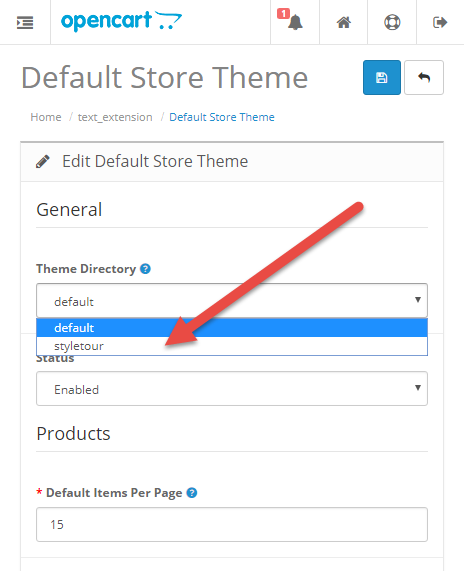 opencart
1
Default Store Theme
Home / text_extension / Default Store Theme
Edit Default Store Theme
General
Theme Directory ?
default
default
styletour
Status
Enabled
Products
* Default Items Per Page ?
15